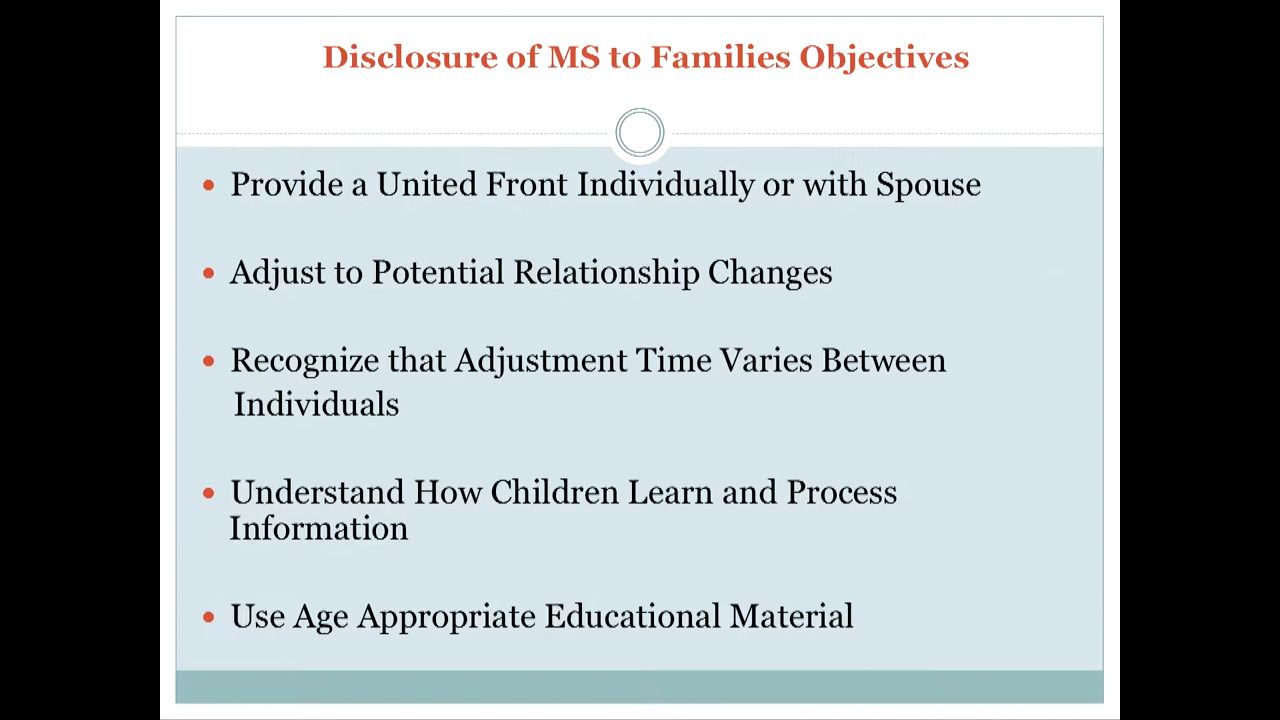 Disclosure of MS to Families Objectives
• Provide a United Front Individually or with Spouse
• Adjust to Potential Relationship Changes
• Recognize that Adjustment Time Varies Between
Individuals
• Understand How Children Learn and Process
Information
• Use Age Appropriate Educational Material